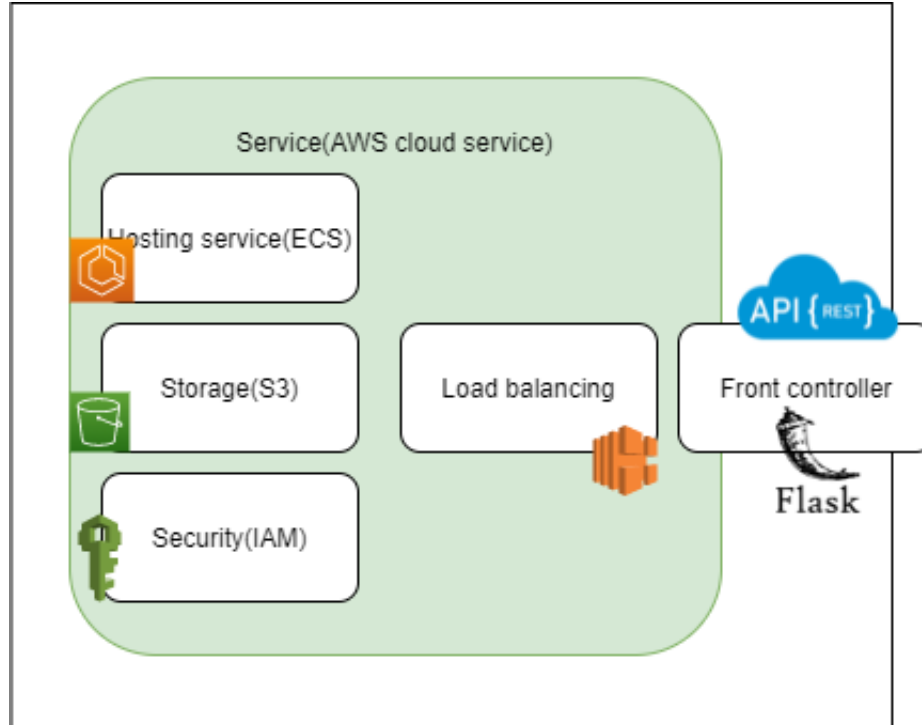 Service(AWS cloud service)
Hosting service(ECS)
API {REST}
Storage(S3)
Load balancing
Front controller
Flask
Security(IAM)